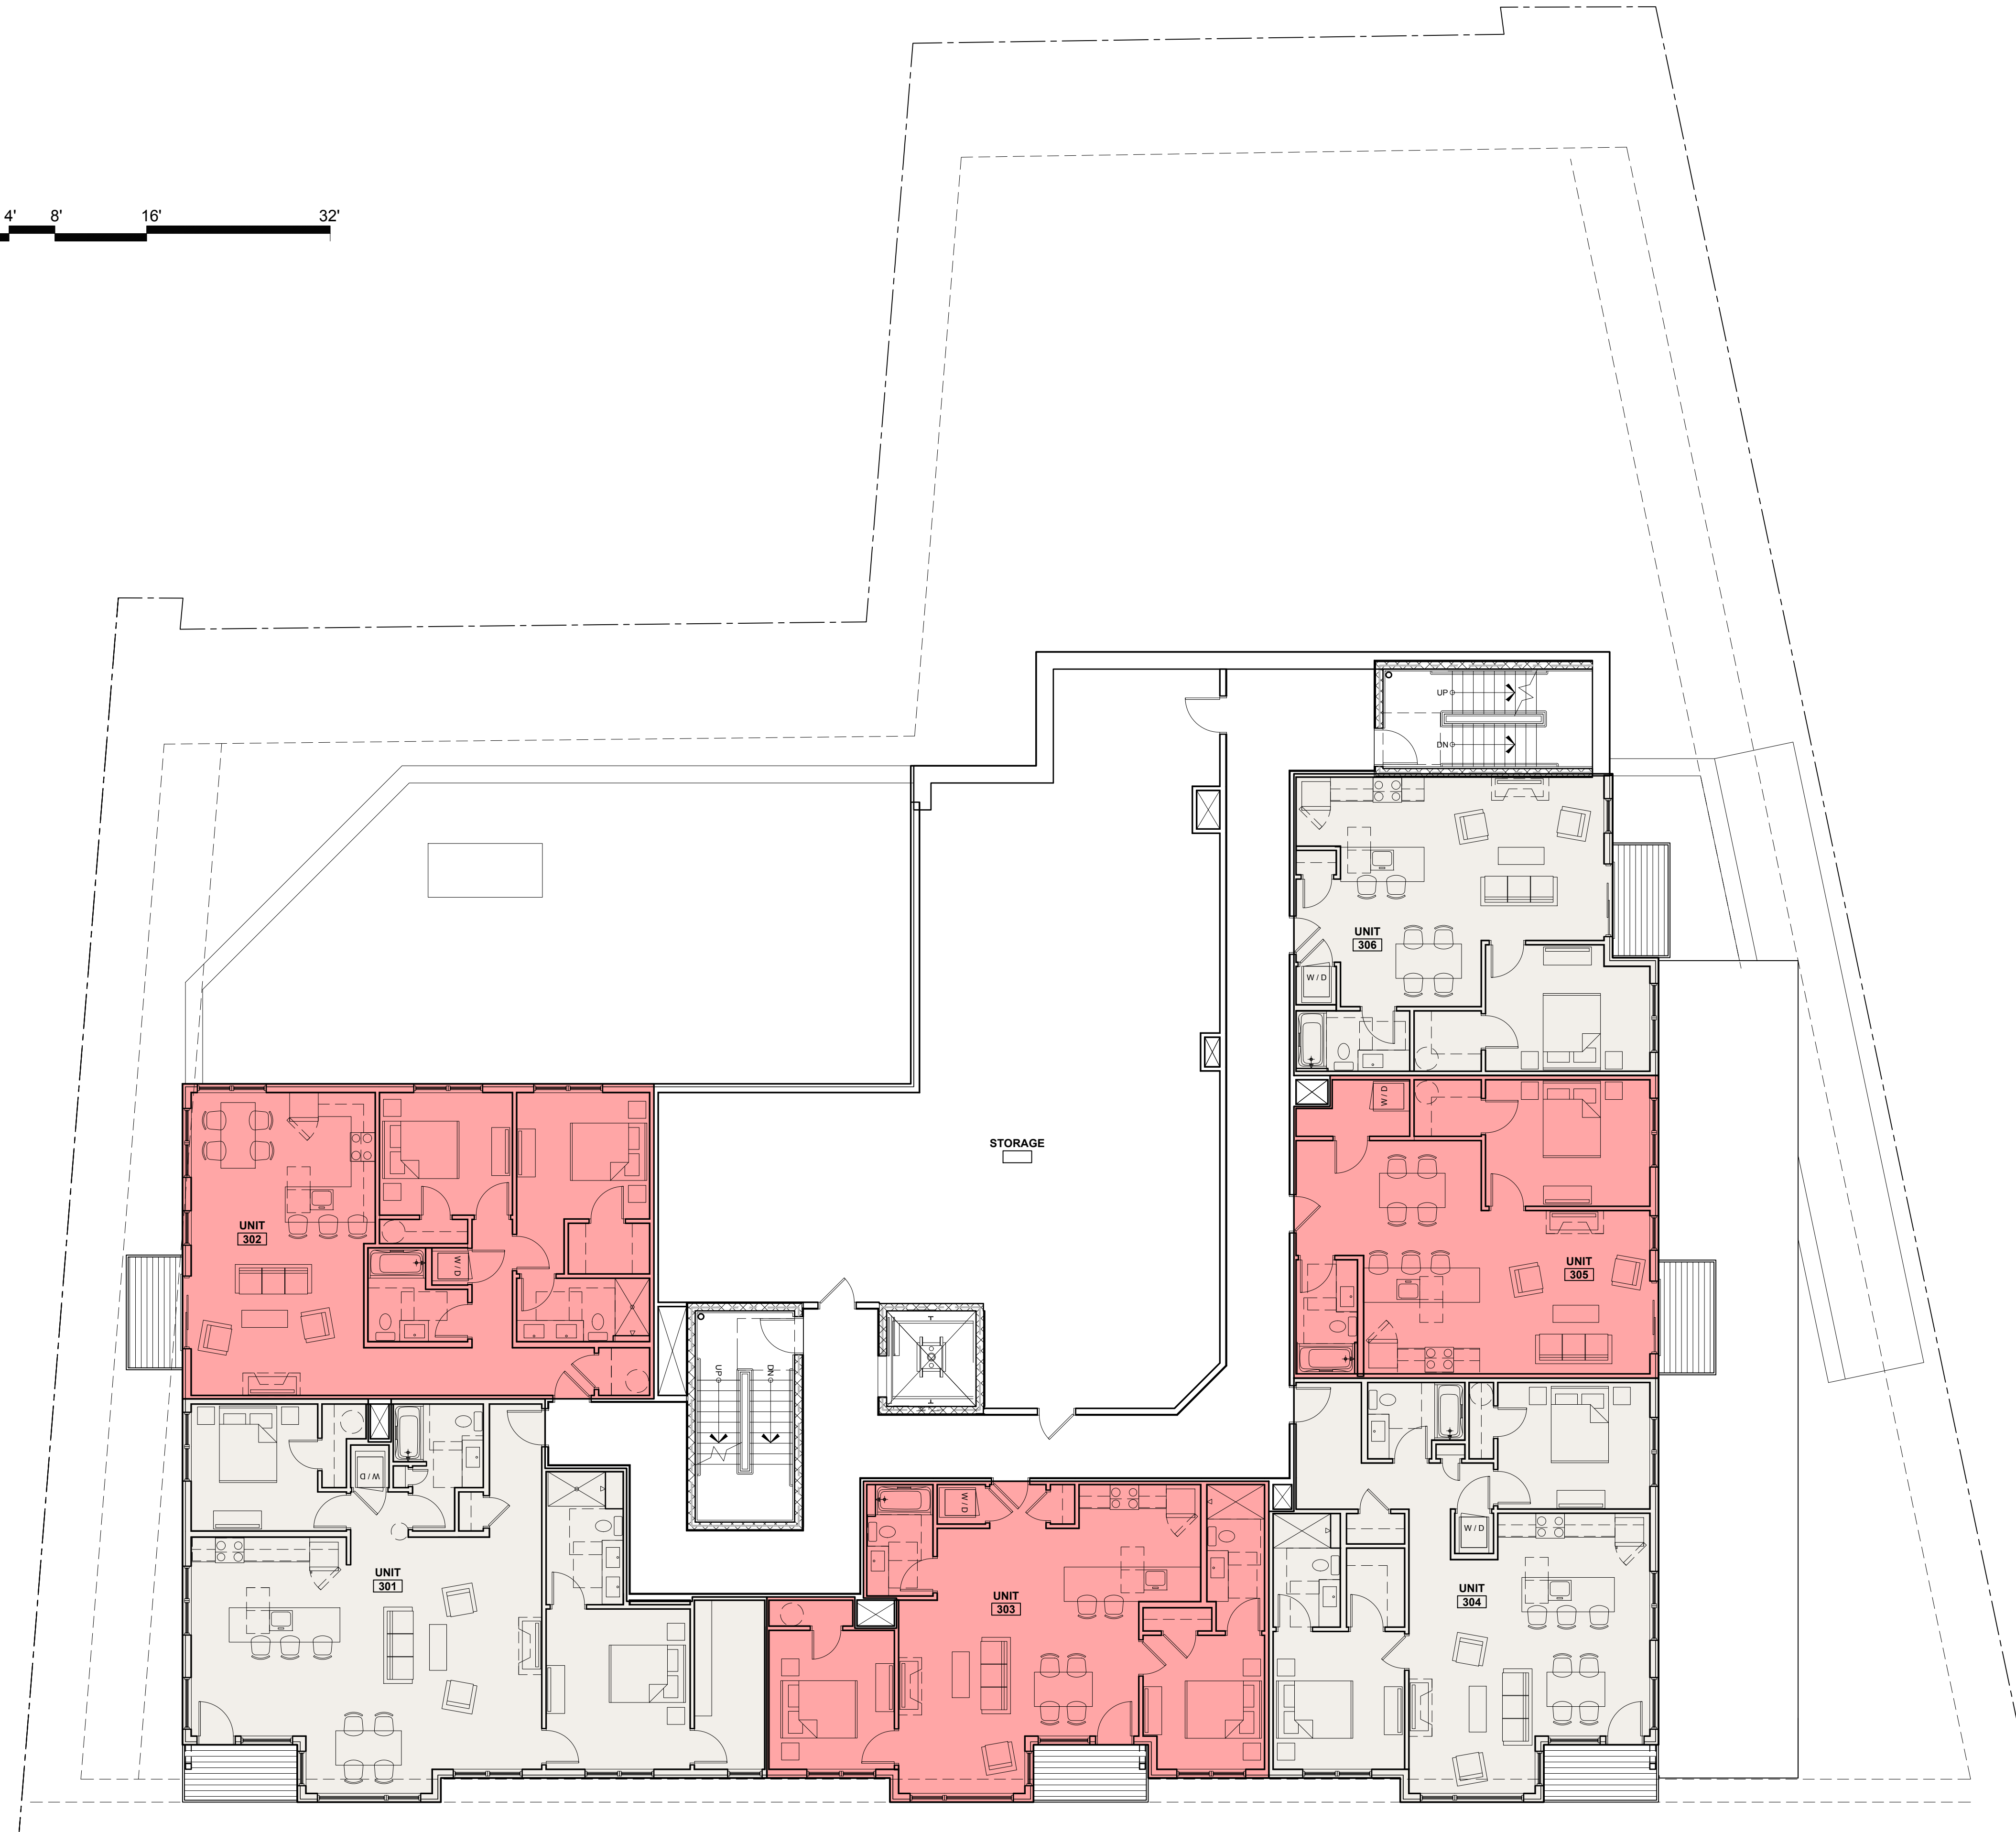 4' 8' 16' 32'
UP
DN
UNIT
306
W / D
W / D
STORAGE
UNIT
302
W / D
UNIT
305
UP
DN
W / D
W / D
W / D
UNIT
301
UNIT
303
UNIT
304